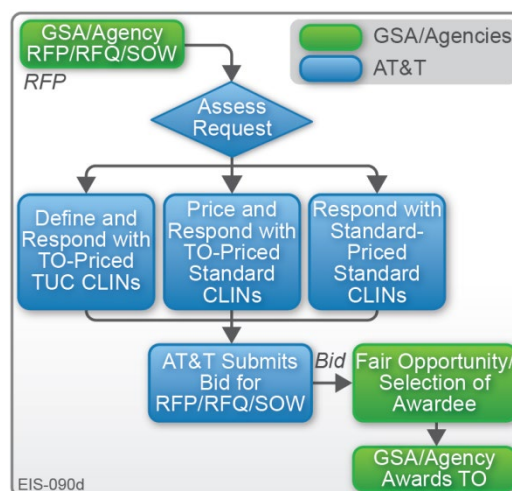 GSA/Agency
RFP/RFQ/SOW
GSA/Agencies
AT&T
RFP
Assess
Request
Define and
Respond with
TO-Priced
TUC CLINs
Price and
Respond with
TO-Priced
Standard
CLINs
Respond with
Standard-
Priced
Standard
CLINs
AT&T Submits
Bid for
RFP/RFQ/SOW
Bid
Fair Opportunity/
Selection of
Awardee
GSA/Agency
Awards TO
EIS-090d